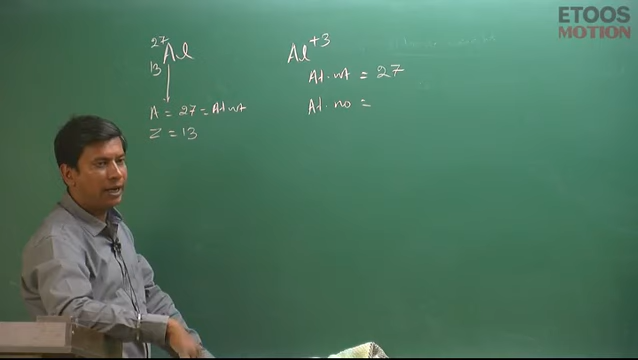 ETOOS
MOTION
27
13 Al
A = 27 = At wt
Z = 13
Al+3
At. wt = 27
At. no =